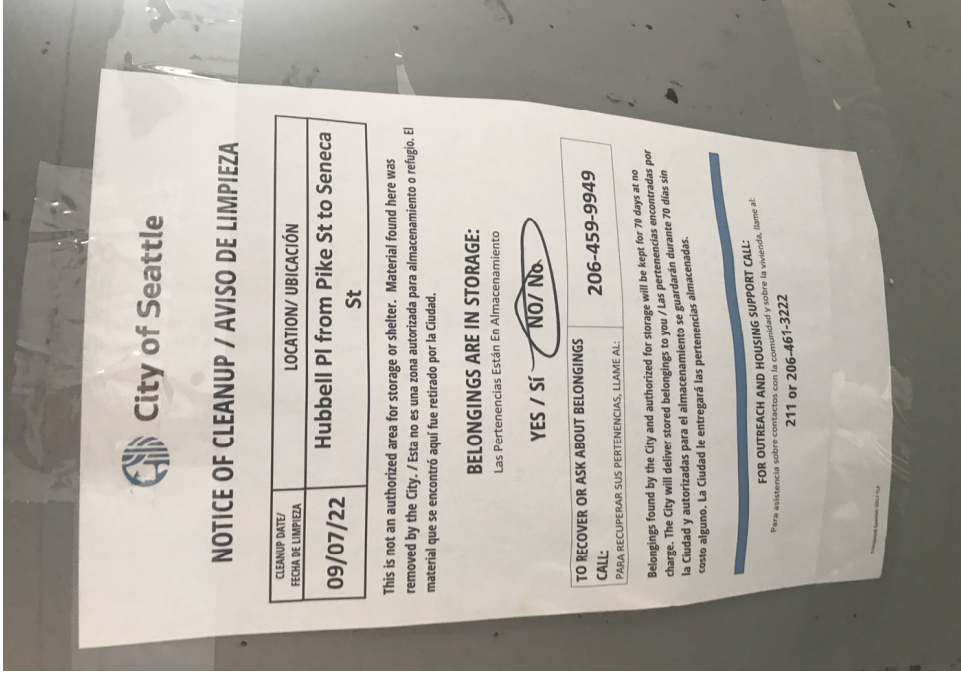 City of Seattle
NOTICE OF CLEANUP / AVISO DE LIMPIEZA
CLEANUP DATE/
FECHA DE LIMPIEZA
LOCATION/ UBICACIÓN
09/07/22
Hubbell Pl from Pike St to Seneca
St
This is not an authorized area for storage or shelter. Material found here was
removed by the City. / Esta no es una zona autorizada para almacenamiento o refugio. El
material que se encontró aquí fue retirado por la Ciudad.
BELONGINGS ARE IN STORAGE:
Las Pertenencias Están En Almacenamiento
YES / SÍ NO/ No
TO RECOVER OR ASK ABOUT BELONGINGS
CALL:
PARA RECUPERAR SUS PERTENENCIAS, LLAME AL:
206-459-9949
Belongings found by the City and authorized for storage will be kept for 70 days at no
charge. The City will deliver stored belongings to you / Las pertenencias encontradas por
la Ciudad y autorizadas para el almacenamiento se guardarán durante 70 días sin
costo alguno. La Ciudad le entregará las pertenencias almacenadas.
FOR OUTREACH AND HOUSING SUPPORT CALL:
Para asistencia sobre contactos con la comunidad y sobre la vivienda, llame al:
211 or 206-461-3222